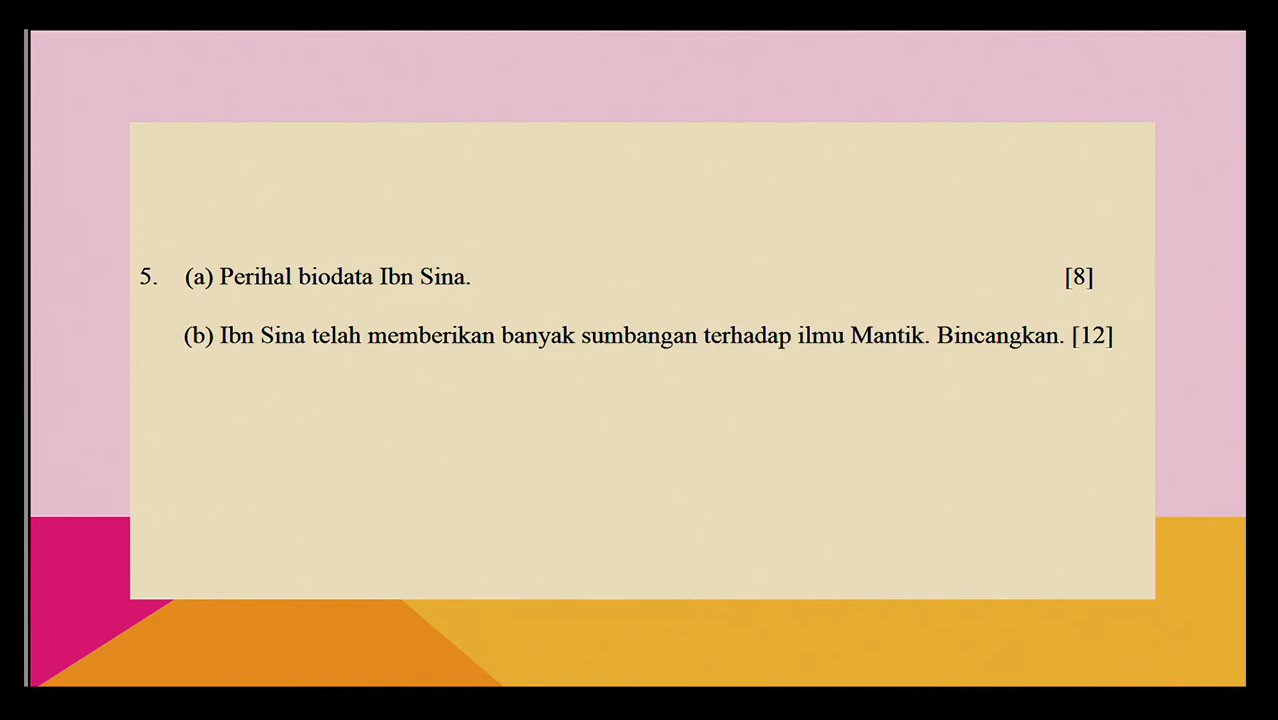 5. (a) Perihal biodata Ibn Sina. [8]
(b) Ibn Sina telah memberikan banyak sumbangan terhadap ilmu Mantik. Bincangkan. [12]